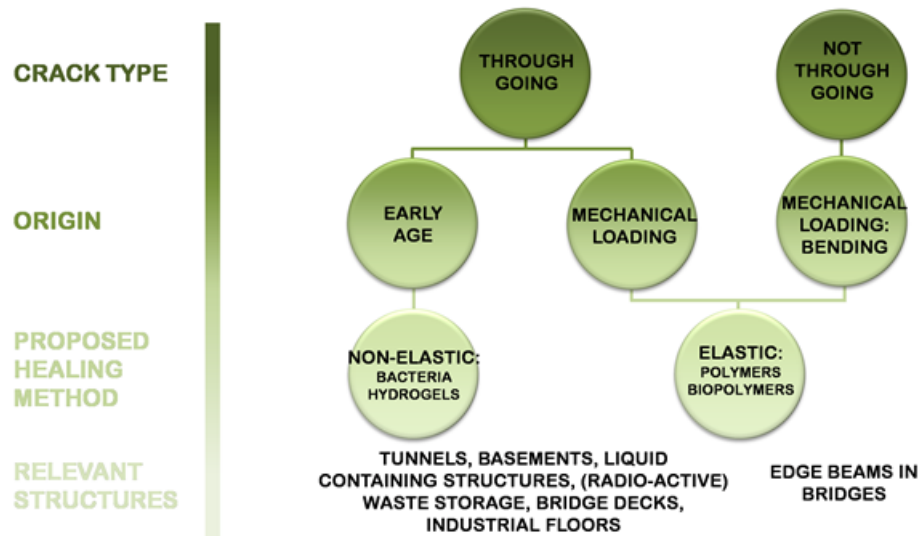 CRACK TYPE
THROUGH
GOING
NOT
THROUGH
GOING
ORIGIN
EARLY
AGE
MECHANICAL
LOADING
MECHANICAL
LOADING:
BENDING
PROPOSED
HEALING
METHOD
NON-ELASTIC:
BACTERIA
HYDROGELS
ELASTIC:
POLYMERS
BIOPOLYMERS
RELEVANT
STRUCTURES
TUNNELS, BASEMENTS, LIQUID
CONTAINING STRUCTURES, (RADIO-ACTIVE)
WASTE STORAGE, BRIDGE DECKS,
INDUSTRIAL FLOORS
EDGE BEAMS IN
BRIDGES